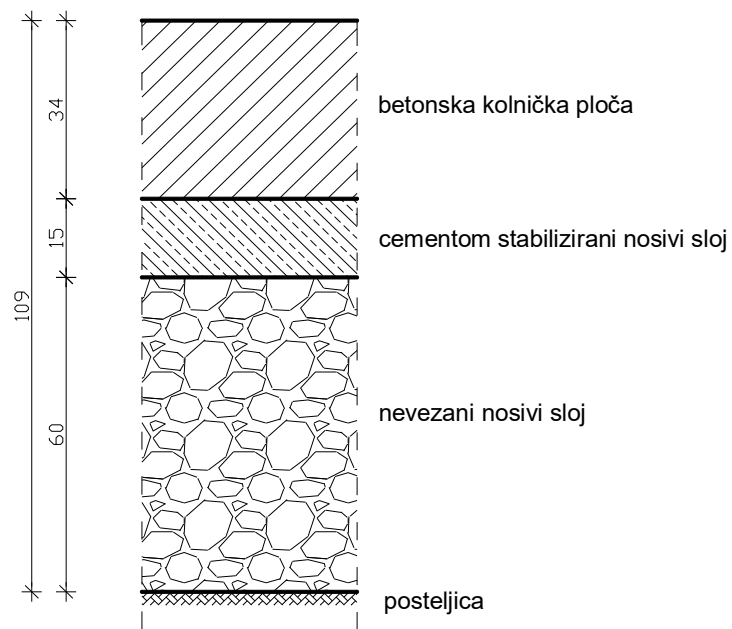 34
betonska kolnička ploča
15
cementom stabilizirani nosivi sloj
109
60
nevezani nosivi sloj
posteljica